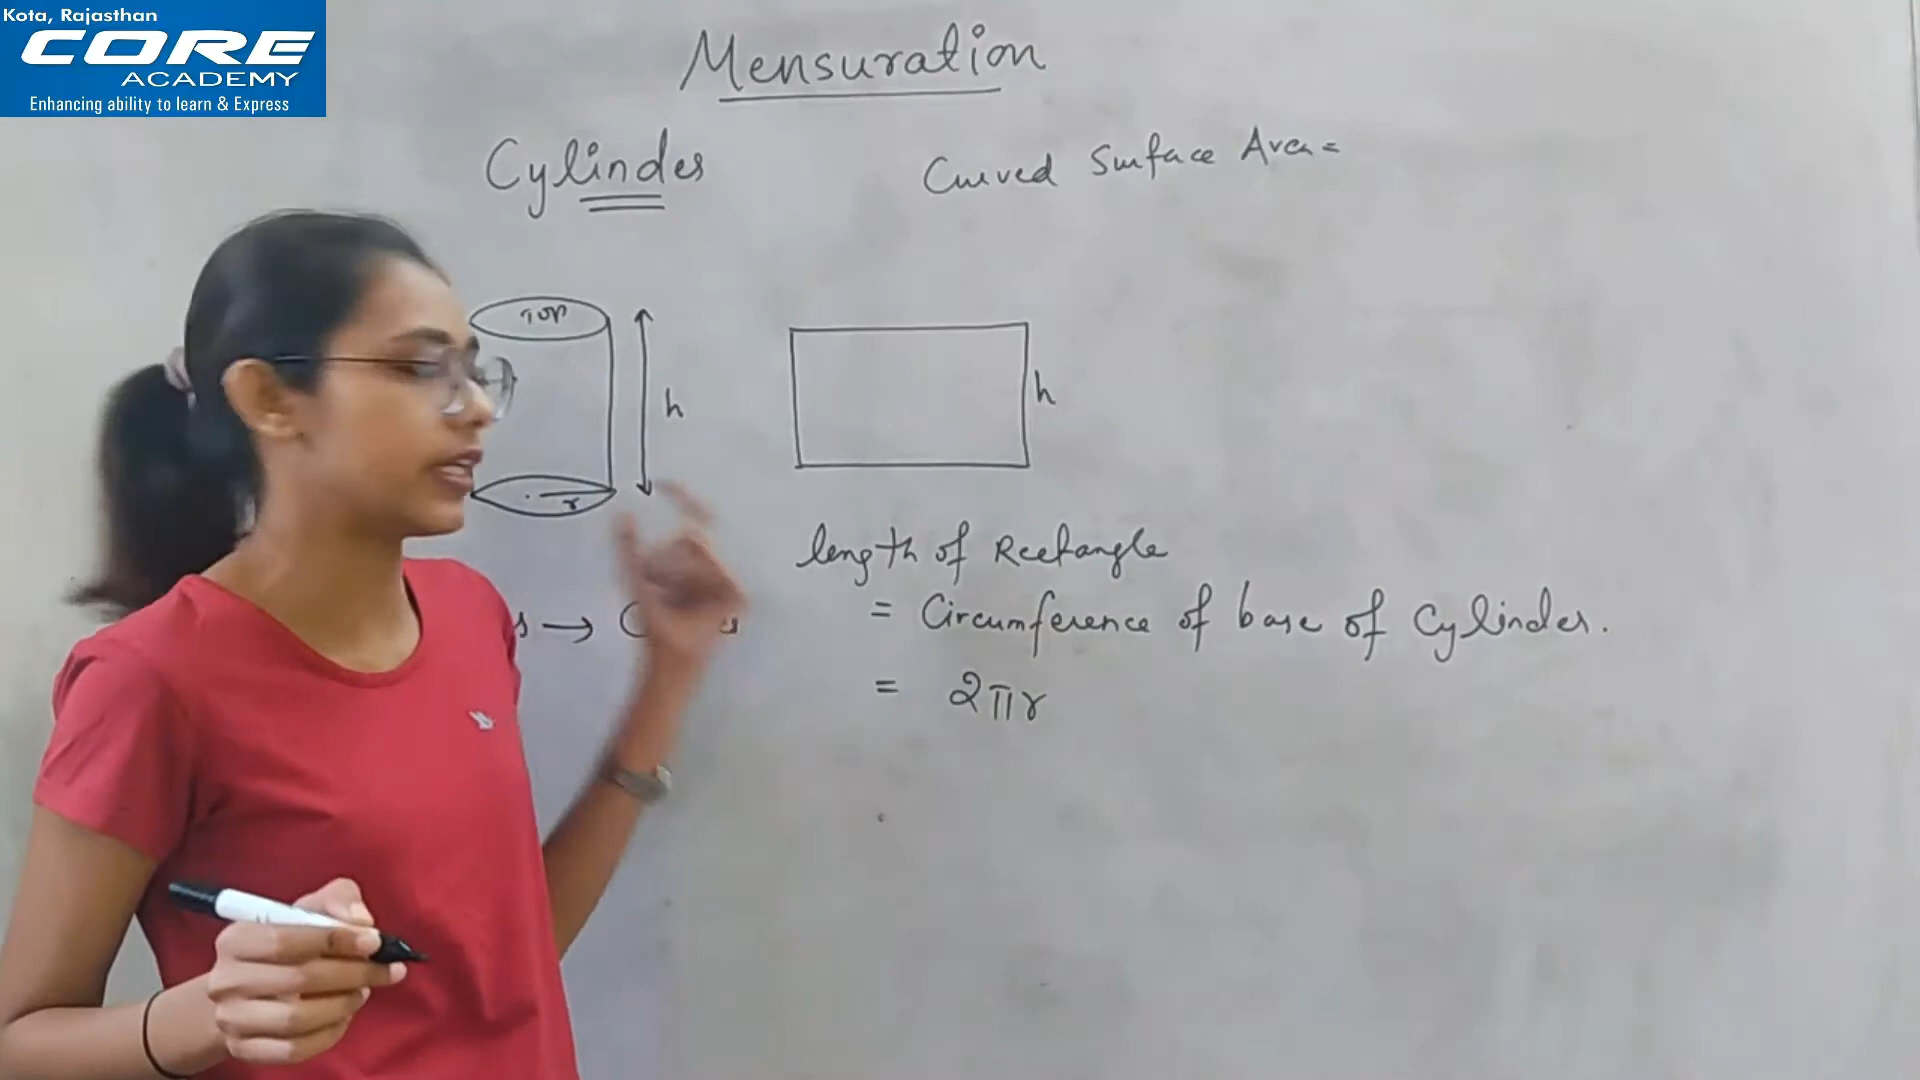 Kota, Rajasthan
CORE
ACADEMY
Enhancing ability to learn & Express
Mensuration
Cylinder
Curved Surface Area =
TOP
h
h
r
length of Rectangle
s →
= Circumference of base of Cylinder.
= 2πr